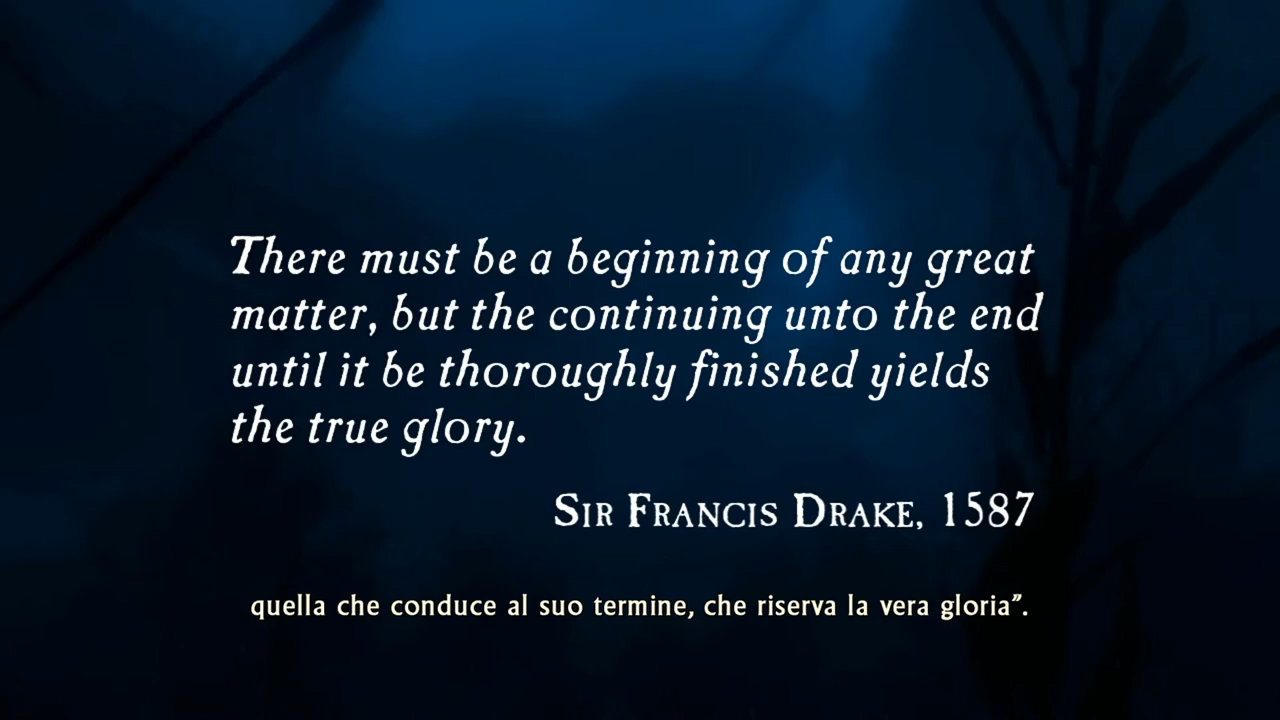 There must be a beginning of any great
matter, but the continuing unto the end
until it be thoroughly finished yields
the true glory.
Sir Francis Drake, 1587
quella che conduce al suo termine, che riserva la vera gloria”.